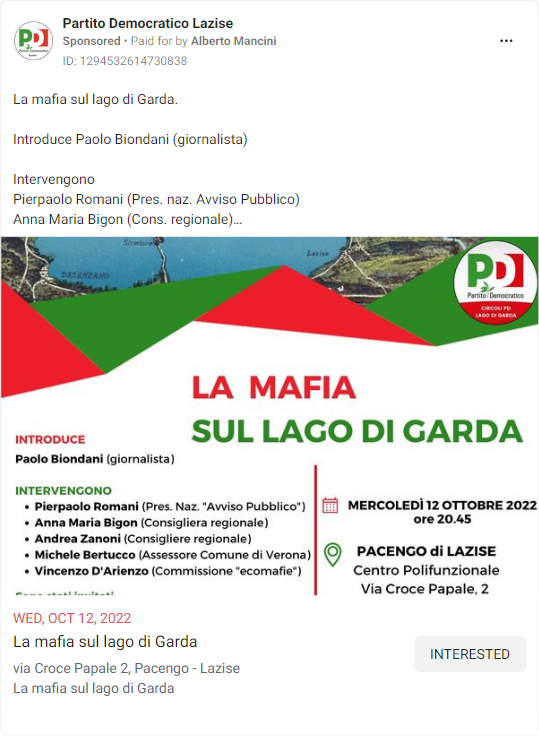 Partito Democratico Lazise
Sponsored • Paid for by Alberto Mancini
ID: 1294532614730838
La mafia sul lago di Garda.
Introduce Paolo Biondani (giornalista)
Intervengono
Pierpaolo Romani (Pres. naz. Avviso Pubblico)
Anna Maria Bigon (Cons. regionale)...
Sirmione
Lazise
DESENZANO
PD
Partito Democratico
CIRCOLI PD
LAGO DI GARDA
LA MAFIA
SUL LAGO DI GARDA
INTRODUCE
Paolo Biondani (giornalista)
INTERVENGONO
• Pierpaolo Romani (Pres. Naz. "Avviso Pubblico")
• Anna Maria Bigon (Consigliera regionale)
• Andrea Zanoni (Consigliere regionale)
• Michele Bertucco (Assessore Comune di Verona)
• Vincenzo D'Arienzo (Commissione "ecomafie")
Sono stati invitati
MERCOLEDÌ 12 OTTOBRE 2022
ore 20.45
PACENGO di LAZISE
Centro Polifunzionale
Via Croce Papale, 2
WED, OCT 12, 2022
La mafia sul lago di Garda
via Croce Papale 2, Pacengo - Lazise
La mafia sul lago di Garda
INTERESTED